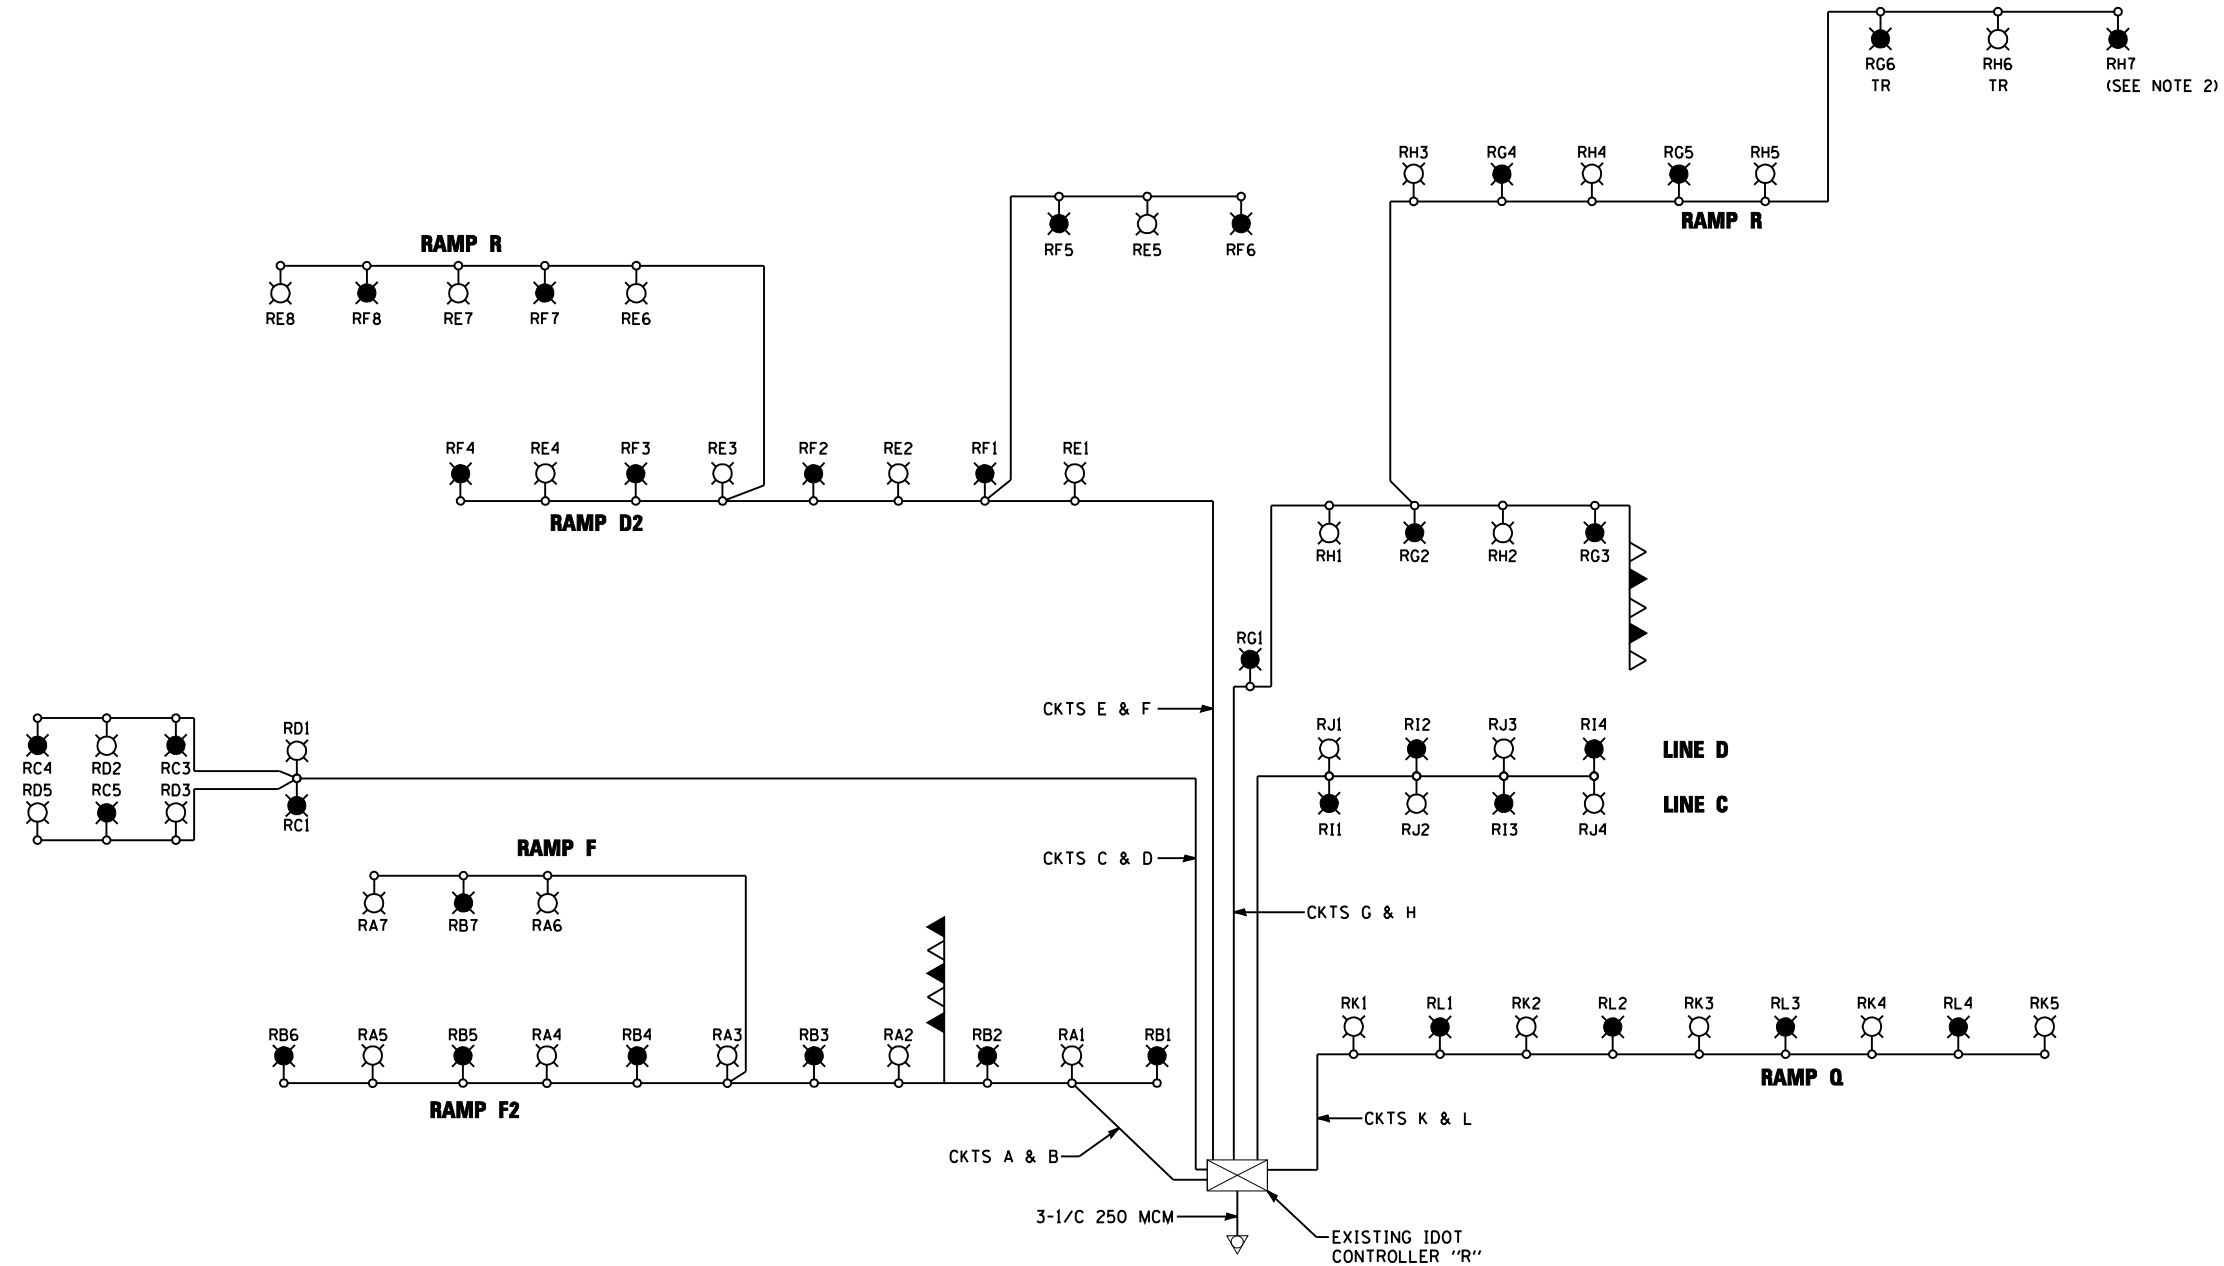 RG6
TR
RH6
TR
RH7
(SEE NOTE 2)
RH3 RG4 RH4 RG5 RH5
RAMP R
RF5 RE5 RF6
RAMP R
RE8 RF8 RE7 RF7 RE6
RF4 RE4 RF3 RE3 RF2 RE2 RF1 RE1
RAMP D2
RH1 RG2 RH2 RG3
RG1
CKTS E & F
RD1
RC4 RD2 RC3
RD5 RC5 RD3
RC1
RJ1 RI2 RJ3 RI4
LINE D
LINE C
RI1 RJ2 RI3 RJ4
RAMP F
CKTS C & D
RA7 RB7 RA6
CKTS G & H
RK1 RL1 RK2 RL2 RK3 RL3 RK4 RL4 RK5
RB6 RA5 RB5 RA4 RB4 RA3 RB3 RA2 RB2 RA1 RB1
RAMP Q
RAMP F2
CKTS K & L
CKTS A & B
3-1/C 250 MCM
EXISTING IDOT
CONTROLLER "R"